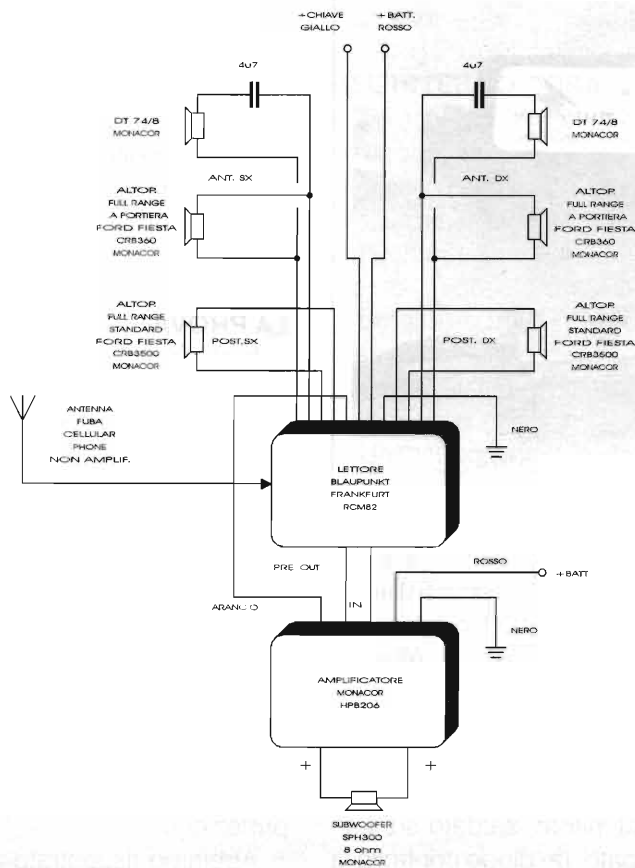 +CHIAVE
GIALLO
+BATT.
ROSSO
4u7
4u7
DT 74/8
MONACOR
DT 74/8
MONACOR
ANT. SX
ANT. DX
ALTOP.
FULL RANGE
A PORTIERA
FORD FIESTA
CRB360
MONACOR
ALTOP.
FULL RANGE
A PORTIERA
FORD FIESTA
CRB360
MONACOR
ALTOP.
FULL RANGE
STANDARD
FORD FIESTA
CRB3500
MONACOR
POST.SX
POST. DX
ALTOP.
FULL RANGE
STANDARD
FORD FIESTA
CRB3500
MONACOR
ANTENNA
FUBA
CELLULAR
PHONE
NON AMPLIF.
NERO
LETTORE
BLAUPUNKT
FRANKFURT
RCM82
PRE OUT
IN
ARANCIO
ROSSO
+BATT
NERO
AMPLIFICATORE
MONACOR
HPB206
+
+
SUBWOOFER
SPH300
8 ohm
MONACOR